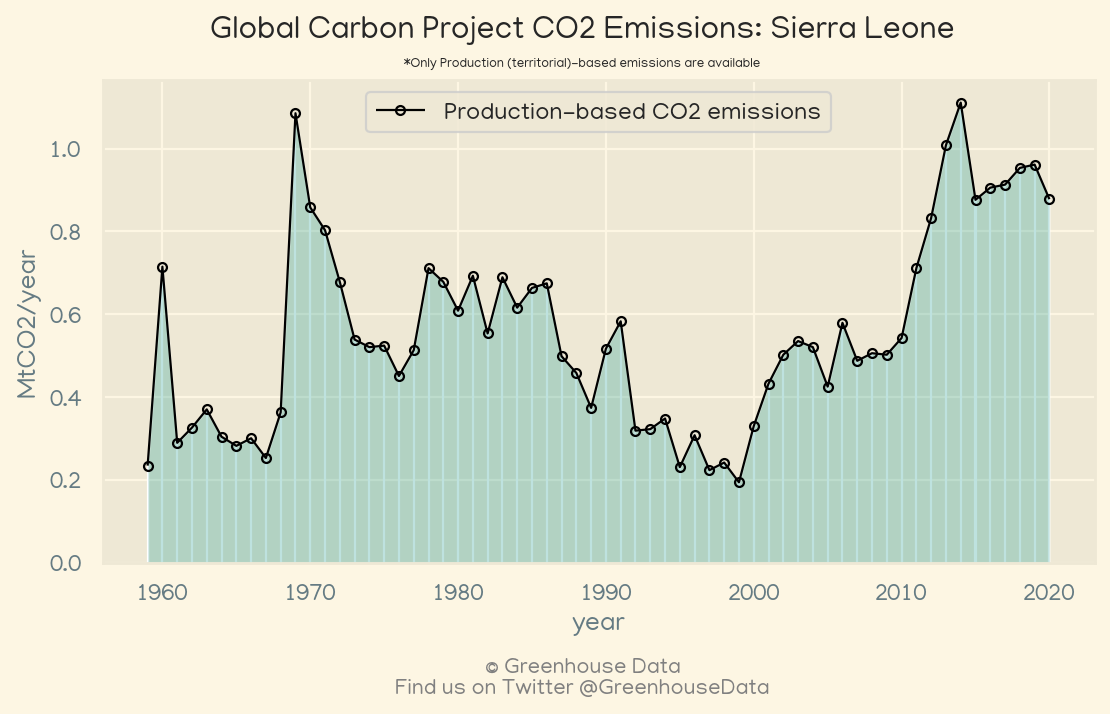 Global Carbon Project CO2 Emissions: Sierra Leone
*Only Production (territorial)-based emissions are available
Production-based CO2 emissions
MtCO2/year
1.0
0.8
0.6
0.4
0.2
0.0
1960 1970 1980 1990 2000 2010 2020
year
© Greenhouse Data
Find us on Twitter @GreenhouseData